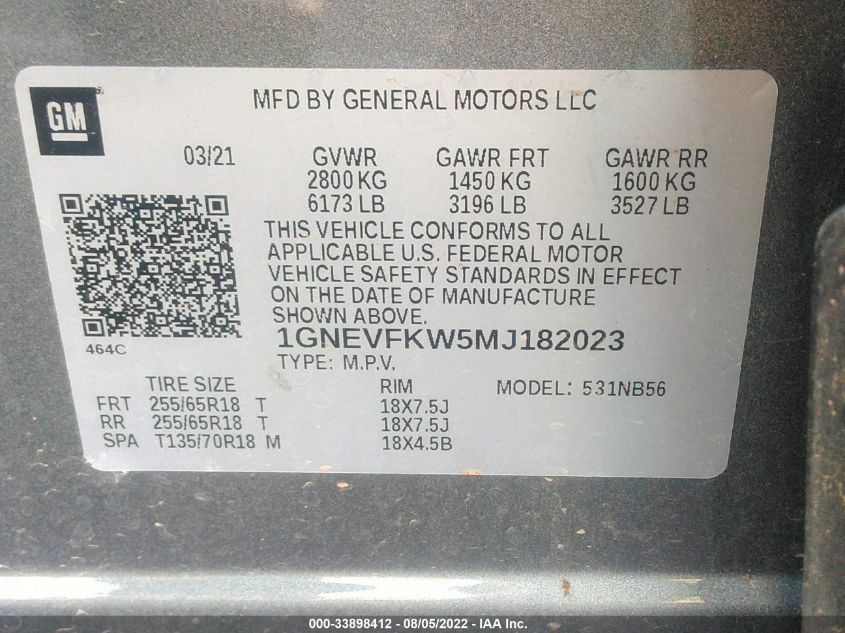 GM
MFD BY GENERAL MOTORS LLC
03/21 GVWR GAWR FRT GAWR RR
2800 KG 1450 KG 1600 KG
6173 LB 3196 LB 3527 LB
THIS VEHICLE CONFORMS TO ALL
APPLICABLE U.S. FEDERAL MOTOR
VEHICLE SAFETY STANDARDS IN EFFECT
ON THE DATE OF MANUFACTURE
SHOWN ABOVE.
1GNEVFKW5MJ182023
464C
TYPE: M.P.V.
TIRE SIZE RIM MODEL: 531NB56
FRT 255/65R18 T 18X7.5J
RR 255/65R18 T 18X7.5J
SPA T135/70R18 M 18X4.5B
000-33898412 - 08/05/2022 - IAA Inc.